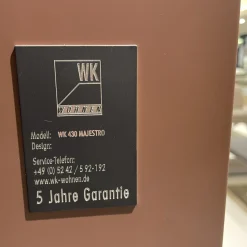 WK
WOHNEN
Modell: WK 430 MAJESTRO
Design:
Service-Telefon:
+49 (0) 52 42 / 5 92-192
www.wk-wohnen.de
5 Jahre Garantie